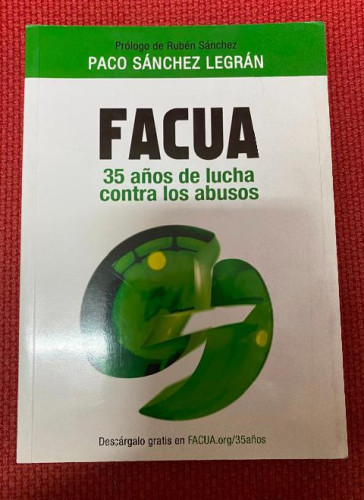 Prólogo de Rubén Sánchez
PACO SÁNCHEZ LEGRÁN
FACUA
35 años de lucha
contra los abusos
Descárgalo gratis en FACUA.org/35años